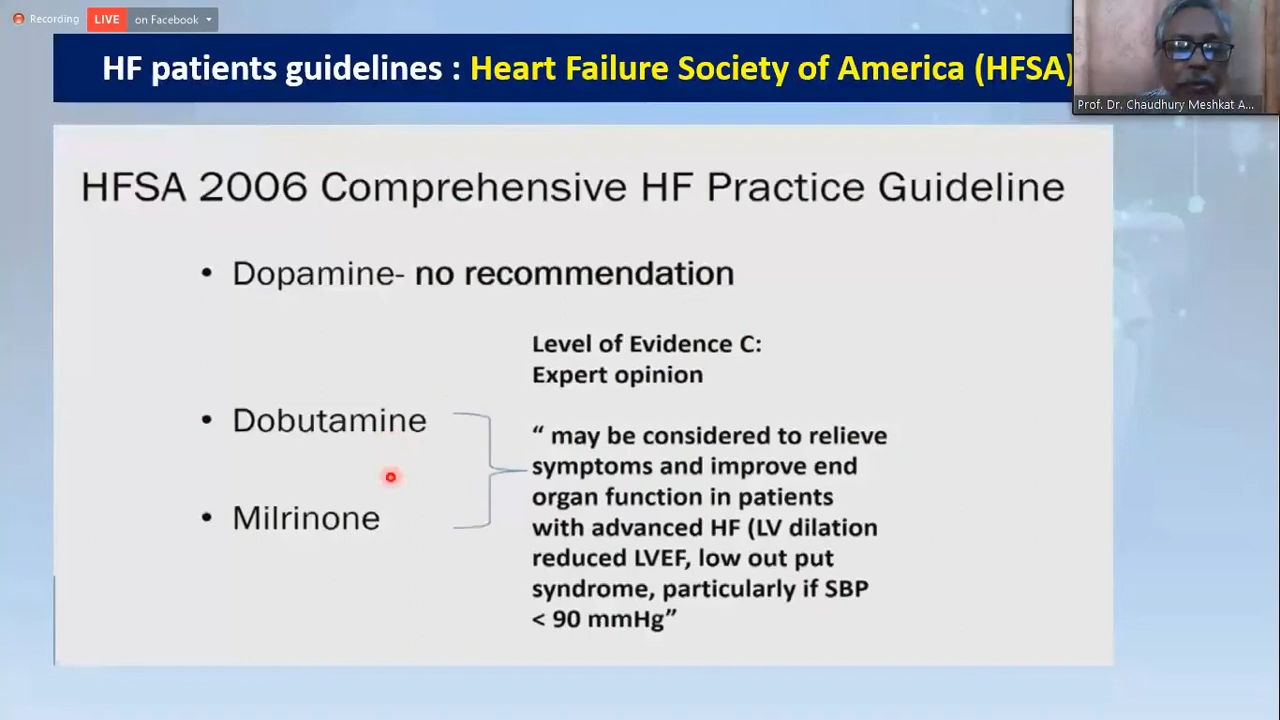 Recording
LIVE on Facebook
HF patients guidelines : Heart Failure Society of America (HFSA)
Prof. Dr. Chaudhury Meshkat A...
HFSA 2006 Comprehensive HF Practice Guideline
• Dopamine- no recommendation
Level of Evidence C:
Expert opinion
• Dobutamine
• Milrinone
“ may be considered to relieve
symptoms and improve end
organ function in patients
with advanced HF (LV dilation
reduced LVEF, low out put
syndrome, particularly if SBP
< 90 mmHg”